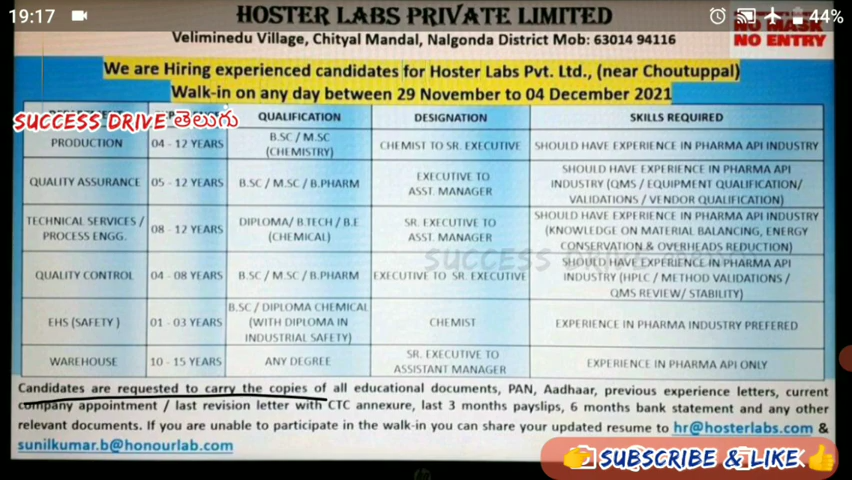 19:17
44%
HOSTER LABS PRIVATE LIMITED
NO MASK
NO ENTRY
Veliminedu Village, Chityal Mandal, Nalgonda District Mob: 63014 94116
We are Hiring experienced candidates for Hoster Labs Pvt. Ltd., (near Choutuppal)
Walk-in on any day between 29 November to 04 December 2021
SUCCESS DRIVE తెలుగు
QUALIFICATION DESIGNATION SKILLS REQUIRED
PRODUCTION 04 - 12 YEARS B.SC / M.SC (CHEMISTRY) CHEMIST TO SR. EXECUTIVE SHOULD HAVE EXPERIENCE IN PHARMA API INDUSTRY
QUALITY ASSURANCE 05 - 12 YEARS B.SC / M.SC / B.PHARM EXECUTIVE TO ASST. MANAGER SHOULD HAVE EXPERIENCE IN PHARMA API INDUSTRY (QMS / EQUIPMENT QUALIFICATION/ VALIDATIONS / VENDOR QUALIFICATION)
TECHNICAL SERVICES / PROCESS ENGG. 08 - 12 YEARS DIPLOMA/ B.TECH / B.E (CHEMICAL) SR. EXECUTIVE TO ASST. MANAGER SHOULD HAVE EXPERIENCE IN PHARMA API INDUSTRY (KNOWLEDGE ON MATERIAL BALANCING, ENERGY CONSERVATION & OVERHEADS REDUCTION)
SUCCESS DRIVE
QUALITY CONTROL 04 - 08 YEARS B.SC / M.SC / B.PHARM EXECUTIVE TO SR. EXECUTIVE SHOULD HAVE EXPERIENCE IN PHARMA API INDUSTRY (HPLC / METHOD VALIDATIONS / QMS REVIEW/ STABILITY)
EHS (SAFETY ) 01 - 03 YEARS B.SC / DIPLOMA CHEMICAL (WITH DIPLOMA IN INDUSTRIAL SAFETY) CHEMIST EXPERIENCE IN PHARMA INDUSTRY PREFERED
WAREHOUSE 10 - 15 YEARS ANY DEGREE SR. EXECUTIVE TO ASSISTANT MANAGER EXPERIENCE IN PHARMA API ONLY
Candidates are requested to carry the copies of all educational documents, PAN, Aadhaar, previous experience letters, current
company appointment / last revision letter with CTC annexure, last 3 months payslips, 6 months bank statement and any other
relevant documents. If you are unable to participate in the walk-in you can share your updated resume to hr@hosterlabs.com &
sunilkumar.b@honourlab.com
SUBSCRIBE & LIKE